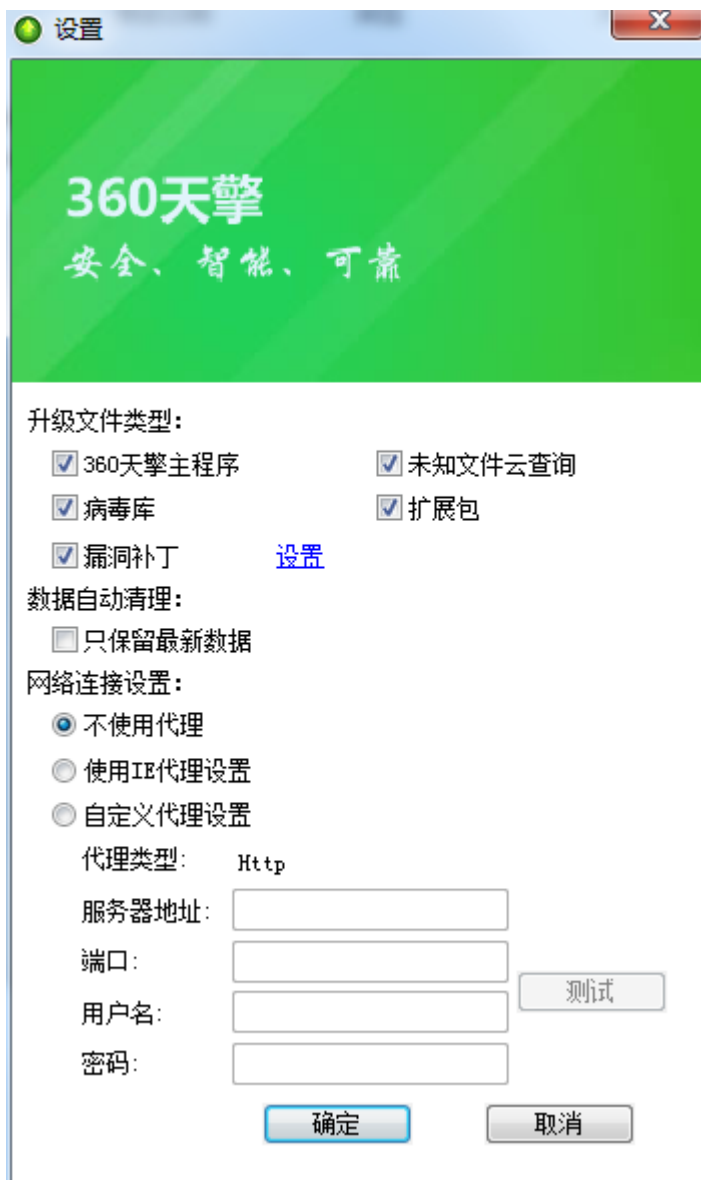 设置
360天擎
安全、智能、可靠
升级文件类型：
360天擎主程序 未知文件云查询
病毒库 扩展包
漏洞补丁 设置
数据自动清理：
只保留最新数据
网络连接设置：
不使用代理
使用IE代理设置
自定义代理设置
代理类型： Http
服务器地址：
端口：
测试
用户名：
密码：
确定 取消